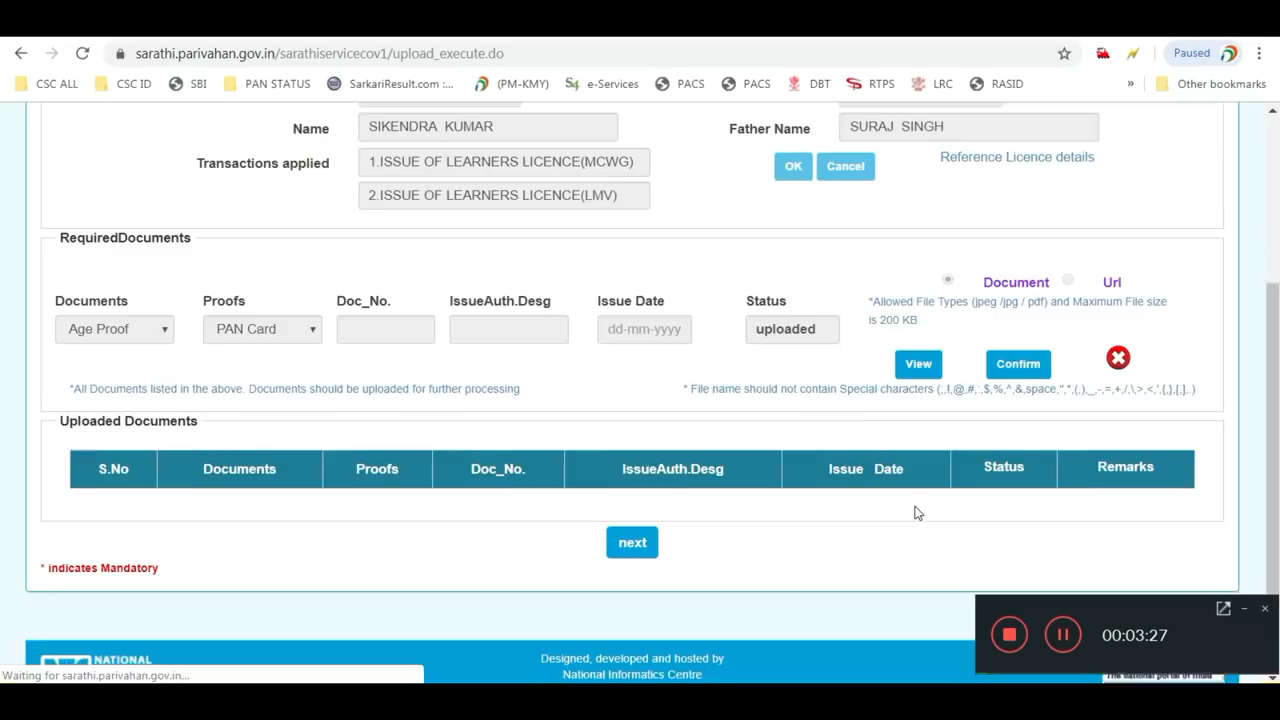 sarathi.parivahan.gov.in/sarathiservicecov1/upload_execute.do
Paused
CSC ALL CSC ID SBI PAN STATUS SarkariResult.com :... (PM-KMY) e-Services PACS PACS DBT RTPS LRC RASID » Other bookmarks
Name SIKENDRA KUMAR Father Name SURAJ SINGH
Transactions applied 1.ISSUE OF LEARNERS LICENCE(MCWG) OK Cancel Reference Licence details
2.ISSUE OF LEARNERS LICENCE(LMV)
RequiredDocuments
Document Url
Documents Proofs Doc_No. IssueAuth.Desg Issue Date Status *Allowed File Types (jpeg /jpg / pdf) and Maximum File size
is 200 KB
Age Proof PAN Card dd-mm-yyyy uploaded
View Confirm
*All Documents listed in the above. Documents should be uploaded for further processing * File name should not contain Special characters (;,!,@,#,:,$,%,^,&,space,",*,(,),_,-,=,+,/,\,>,<,',{,},[,],.)
Uploaded Documents
S.No Documents Proofs Doc_No. IssueAuth.Desg Issue Date Status Remarks
next
* indicates Mandatory
00:03:27
NATIONAL
Designed, developed and hosted by
National Informatics Centre
Waiting for sarathi.parivahan.gov.in...